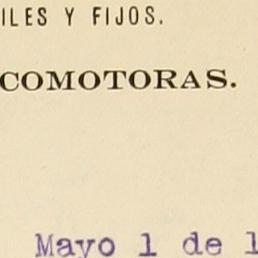 ILES Y FIJOS.
COMOTORAS.
Mayo 1 de 1